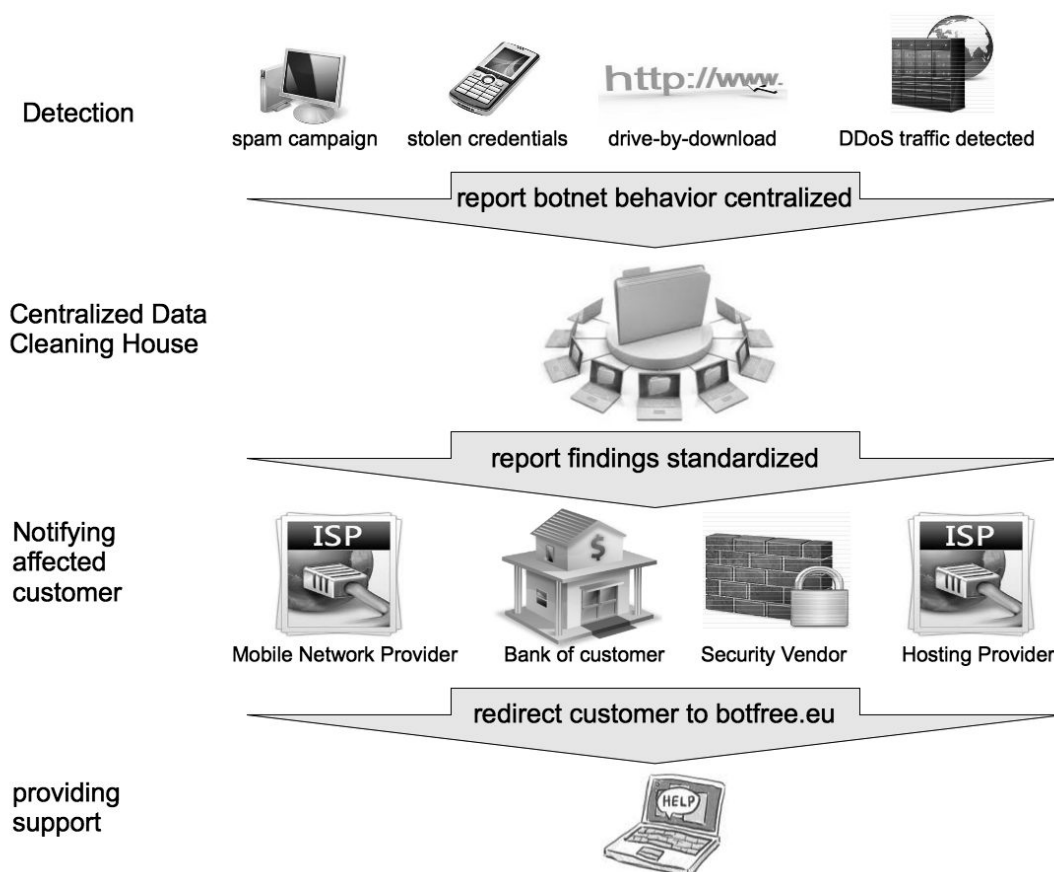 Detection
http://www.
spam campaign
stolen credentials
drive-by-download
DDoS traffic detected
report botnet behavior centralized
Centralized Data
Cleaning House
report findings standardized
Notifying
affected
customer
ISP
ISP
$
Mobile Network Provider
Bank of customer
Security Vendor
Hosting Provider
redirect customer to botfree.eu
providing
support
HELP